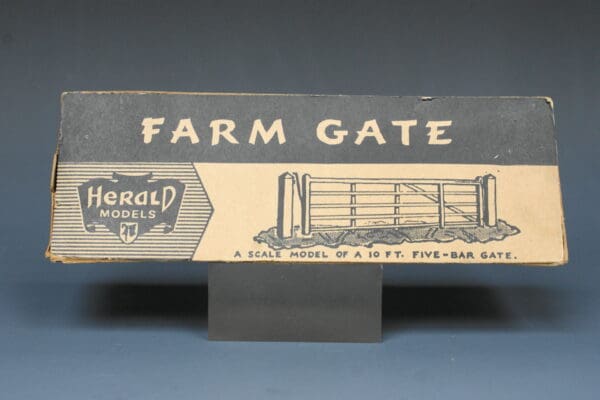 FARM GATE
HERALD
MODELS
A SCALE MODEL OF A 10 FT. FIVE-BAR GATE.